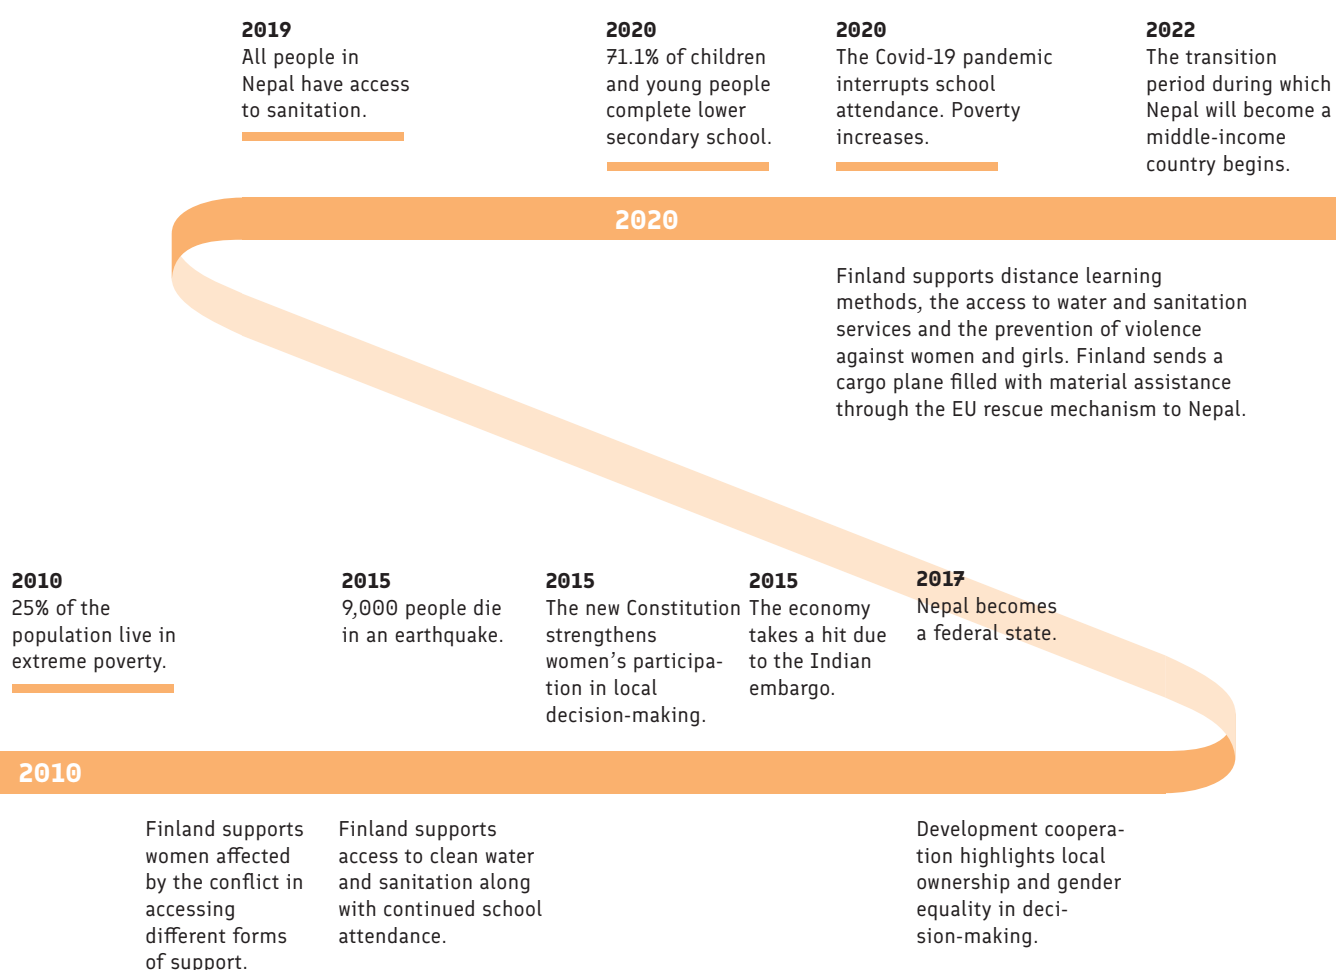 2019
All people in
Nepal have access
to sanitation.
2020
71.1% of children
and young people
complete lower
secondary school.
2020
The Covid-19 pandemic
interrupts school
attendance. Poverty
increases.
2022
The transition
period during which
Nepal will become a
middle-income
country begins.
2020
Finland supports distance learning
methods, the access to water and sanitation
services and the prevention of violence
against women and girls. Finland sends a
cargo plane filled with material assistance
through the EU rescue mechanism to Nepal.
2010
25% of the
population live in
extreme poverty.
2015
9,000 people die
in an earthquake.
2015
The new Constitution
strengthens
women's participa-
tion in local
decision-making.
2015
The economy
takes a hit due
to the Indian
embargo.
2017
Nepal becomes
a federal state.
2010
Finland supports
women affected
by the conflict in
accessing
different forms
of support.
Finland supports
access to clean water
and sanitation along
with continued school
attendance.
Development coopera-
tion highlights local
ownership and gender
equality in deci-
sion-making.